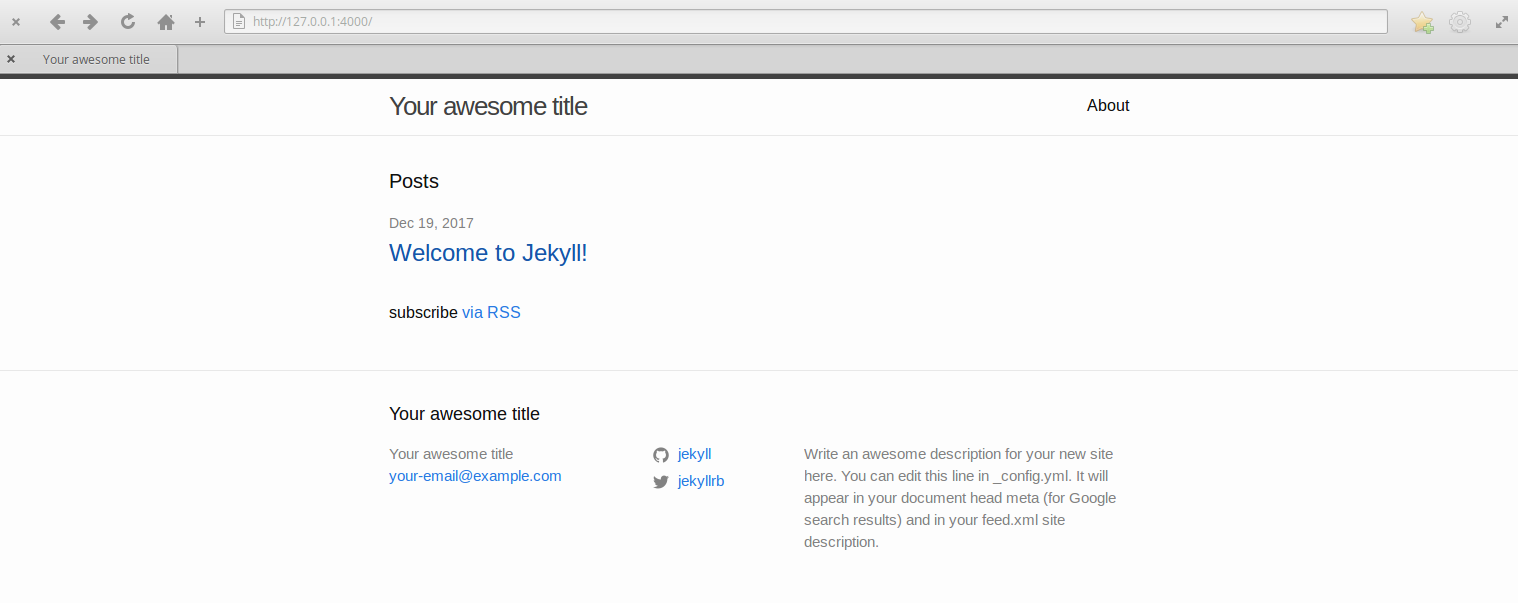 http://127.0.0.1:4000/
Your awesome title
Your awesome title
About
Posts
Dec 19, 2017
Welcome to Jekyll!
subscribe via RSS
Your awesome title
Your awesome title
your-email@example.com
jekyll
jekyllrb
Write an awesome description for your new site
here. You can edit this line in _config.yml. It will
appear in your document head meta (for Google
search results) and in your feed.xml site
description.